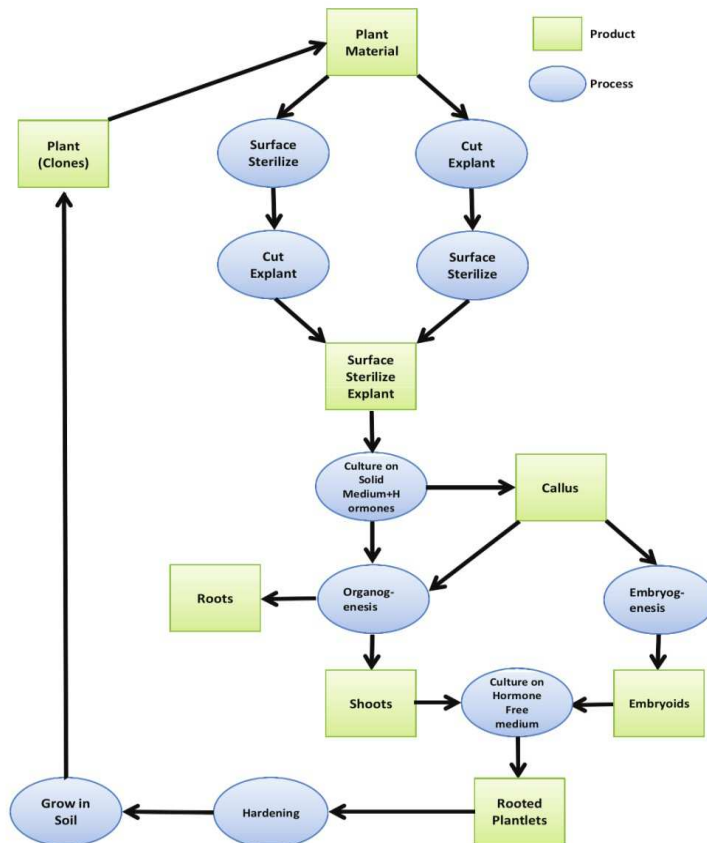 Plant
Material
Product
Process
Plant
(Clones)
Surface
Sterilize
Cut
Explant
Cut
Explant
Surface
Sterilize
Surface
Sterilize
Explant
Culture on
Solid
Medium+H
ormones
Callus
Roots
Organog-
enesis
Embryog-
enesis
Shoots
Culture on
Hormone
Free
medium
Embryoids
Grow in
Soil
Hardening
Rooted
Plantlets